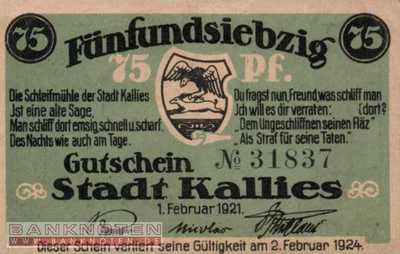 75 Fünfundsiebzig 75
75 Pf.
Die Schleifmühle der Stadt Kallies
Ist eine alte Sage,
Man schliff dort emsig, schnell u. scharf,
Des Nachts wie auch am Tage.
Du fragst nun, Freund, was schliff man
Ich will es dir verraten: (dort?
"Dem Ungeschliffnen seinen Fläz"
Als Straf für seine Taten."
Gutschein No 31837
Stadt Kallies
1. Februar 1921.
Dieser Schein verliert seine Gültigkeit am 2. Februar 1924.
BANKNOTEN